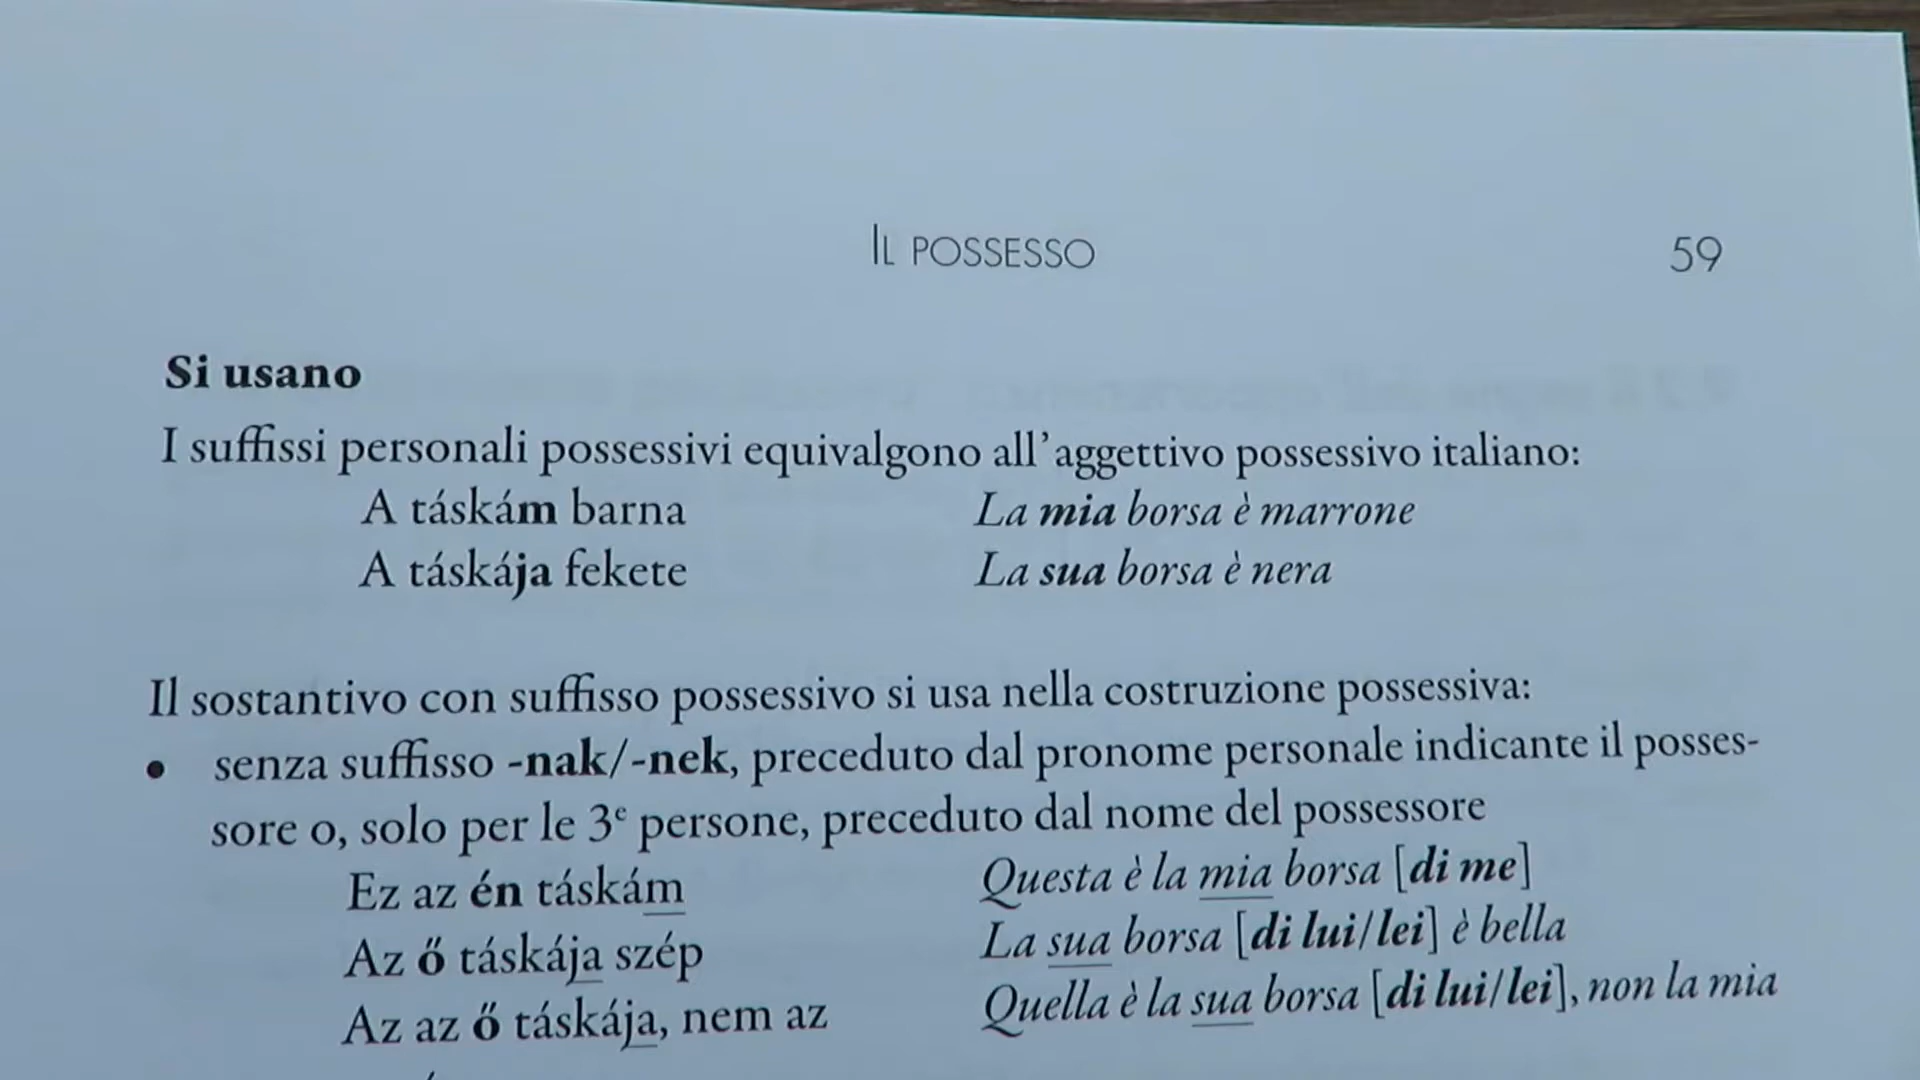 IL POSSESSO 59
Si usano
I suffissi personali possessivi equivalgono all'aggettivo possessivo italiano:
A táskám barna La mia borsa è marrone
A táskája fekete La sua borsa è nera
Il sostantivo con suffisso possessivo si usa nella costruzione possessiva:
• senza suffisso -nak/-nek, preceduto dal pronome personale indicante il posses-
sore o, solo per le 3e persone, preceduto dal nome del possessore
Ez az én táskám Questa è la mia borsa [di me]
Az ő táskája szép La sua borsa [di lui/lei] è bella
Az az ő táskája, nem az Quella è la sua borsa [di lui/lei], non la mia